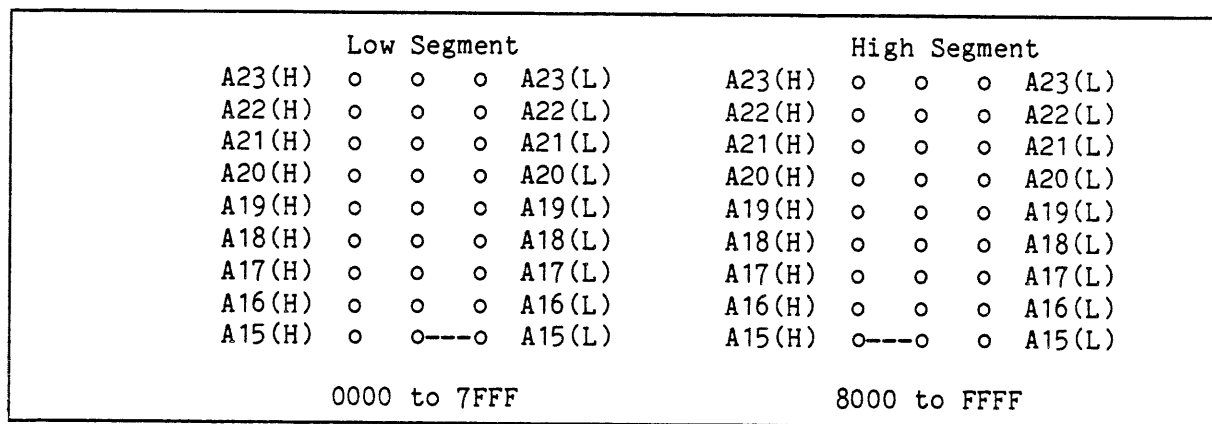 Low Segment High Segment
A23(H) o o o A23(L) A23(H) o o o A23(L)
A22(H) o o o A22(L) A22(H) o o o A22(L)
A21(H) o o o A21(L) A21(H) o o o A21(L)
A20(H) o o o A20(L) A20(H) o o o A20(L)
A19(H) o o o A19(L) A19(H) o o o A19(L)
A18(H) o o o A18(L) A18(H) o o o A18(L)
A17(H) o o o A17(L) A17(H) o o o A17(L)
A16(H) o o o A16(L) A16(H) o o o A16(L)
A15(H) o o---o A15(L) A15(H) o---o o A15(L)
0000 to 7FFF 8000 to FFFF